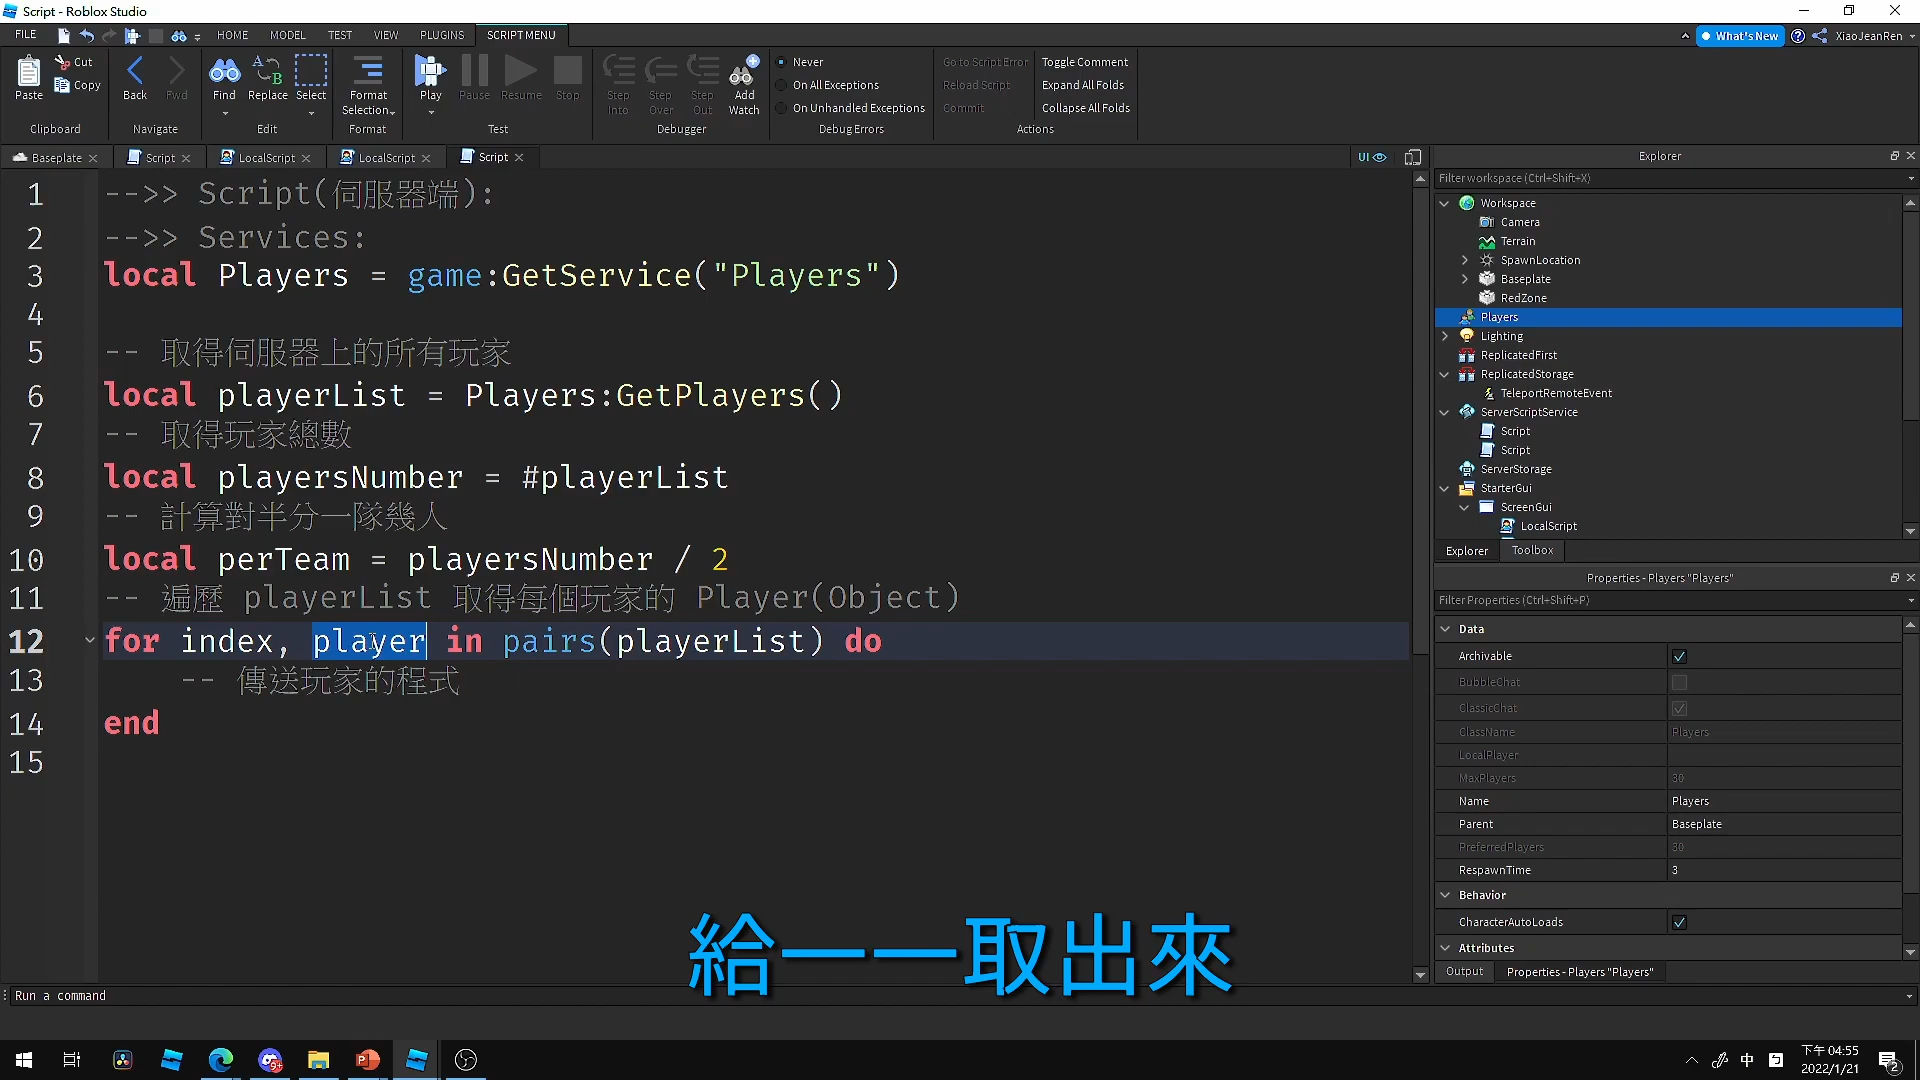 Script - Roblox Studio
FILE HOME MODEL TEST VIEW PLUGINS SCRIPT MENU What's New XiaoJeanRen
Paste Cut Copy Back Fwd Find Replace Select Format Selection Play Pause Resume Stop Step Into Step Over Step Out Add Watch
Never Go to Script Error Toggle Comment
On All Exceptions Reload Script Expand All Folds
On Unhandled Exceptions Commit Collapse All Folds
Clipboard Navigate Edit Format Test Debugger Debug Errors Actions
Baseplate Script LocalScript LocalScript Script UI
1 -->> Script(伺服器端):
2 -->> Services:
3 local Players = game:GetService("Players")
4
5 -- 取得伺服器上的所有玩家
6 local playerList = Players:GetPlayers()
7 -- 取得玩家總數
8 local playersNumber = #playerList
9 -- 計算對半分一隊幾人
10 local perTeam = playersNumber / 2
11 -- 遍歷 playerList 取得每個玩家的 Player(Object)
12 for index, player in pairs(playerList) do
13 -- 傳送玩家的程式
14 end
15
給一一取出來
Explorer
Filter workspace (Ctrl+Shift+X)
Workspace
Camera
Terrain
SpawnLocation
Baseplate
RedZone
Players
Lighting
ReplicatedFirst
ReplicatedStorage
TeleportRemoteEvent
ServerScriptService
Script
Script
ServerStorage
StarterGui
ScreenGui
LocalScript
Explorer Toolbox
Properties - Players "Players"
Filter Properties (Ctrl+Shift+P)
Data
Archivable
BubbleChat
ClassicChat
ClassName Players
LocalPlayer
MaxPlayers 30
Name Players
Parent Baseplate
PreferredPlayers 30
RespawnTime 3
Behavior
CharacterAutoLoads
Attributes
Output Properties - Players "Players"
Run a command
9+
中
下午 04:55
2022/1/21
2